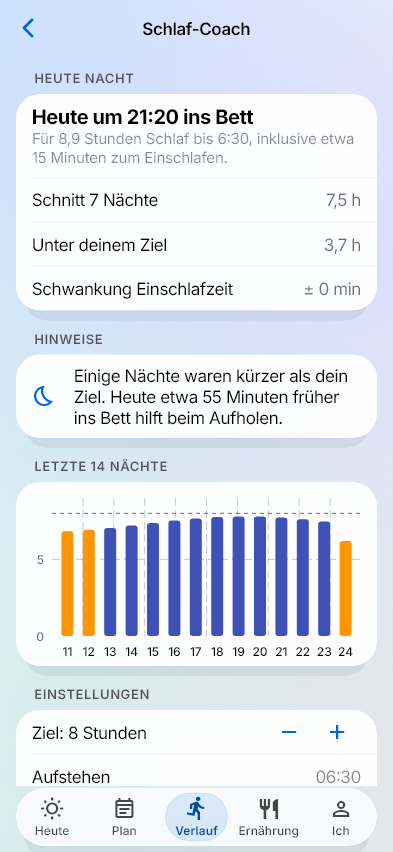 Schlaf-Coach
HEUTE NACHT
Heute um 21:20 ins Bett
Für 8,9 Stunden Schlaf bis 6:30, inklusive etwa
15 Minuten zum Einschlafen.
Schnitt 7 Nächte 7,5 h
Unter deinem Ziel 3,7 h
Schwankung Einschlafzeit ± 0 min
HINWEISE
Einige Nächte waren kürzer als dein
Ziel. Heute etwa 55 Minuten früher
ins Bett hilft beim Aufholen.
LETZTE 14 NÄCHTE
5
0
11 12 13 14 15 16 17 18 19 20 21 22 23 24
EINSTELLUNGEN
Ziel: 8 Stunden − +
Aufstehen 06:30
Heute Plan Verlauf Ernährung Ich